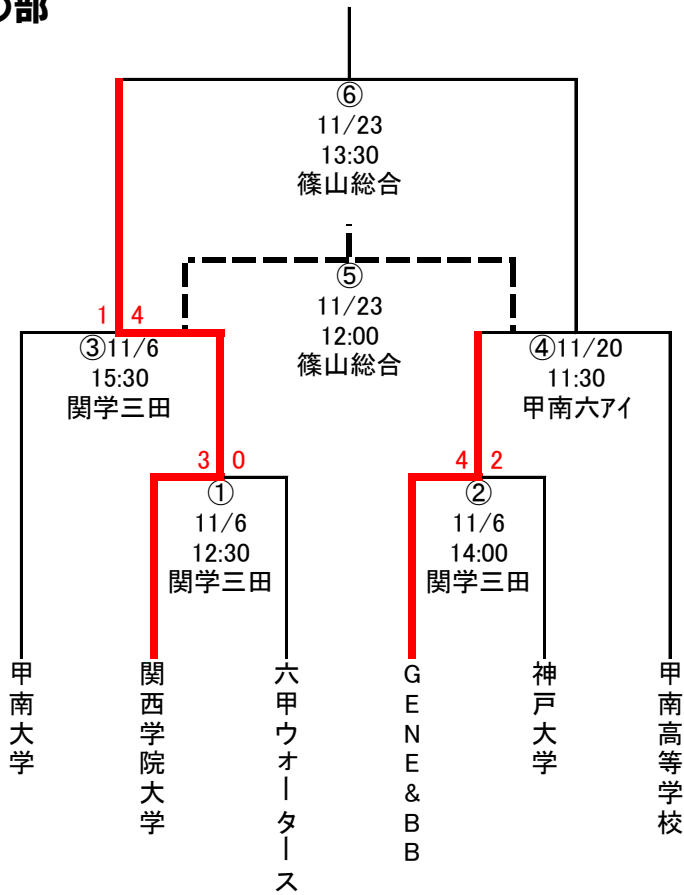 の部
⑥
11/23
13:30
篠山総合
⑤
11/23
12:00
篠山総合
1 4
③11/6
15:30
関学三田
④11/20
11:30
甲南六アイ
3 0
①
11/6
12:30
関学三田
4 2
②
11/6
14:00
関学三田
甲南大学
関西学院大学
六甲ウォータース
GENE&BB
神戸大学
甲南高等学校